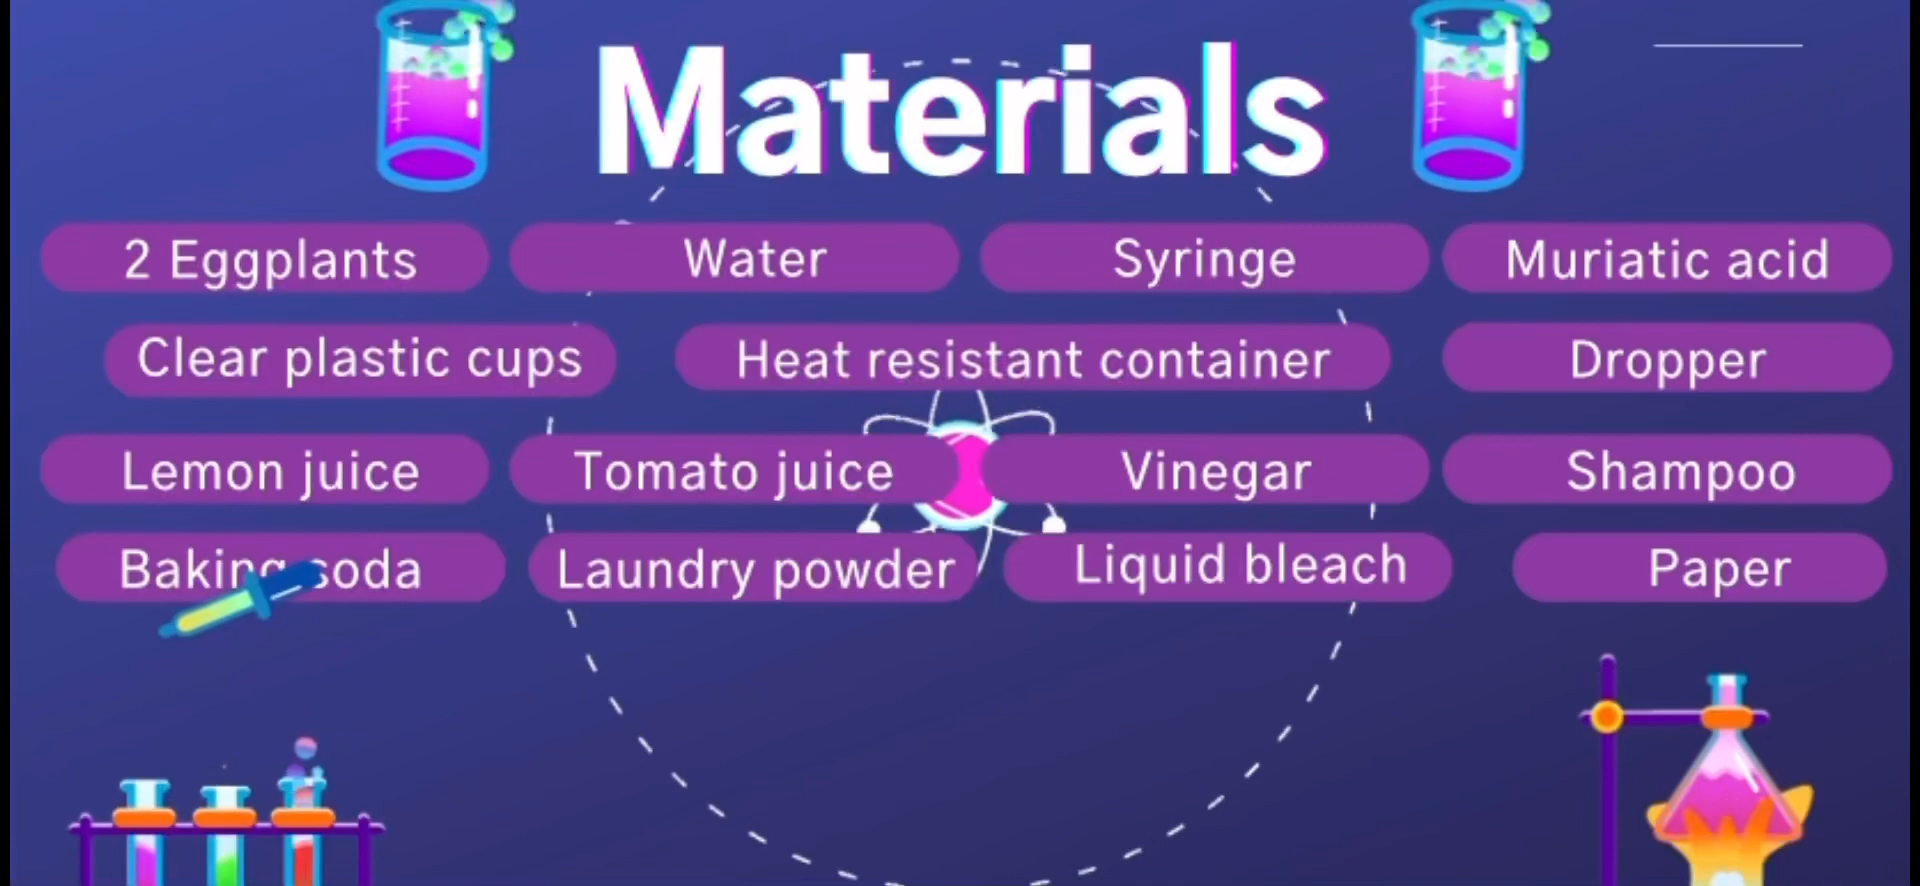 Materials
2 Eggplants
Water
Syringe
Muriatic acid
Clear plastic cups
Heat resistant container
Dropper
Lemon juice
Tomato juice
Vinegar
Shampoo
Baking soda
Laundry powder
Liquid bleach
Paper